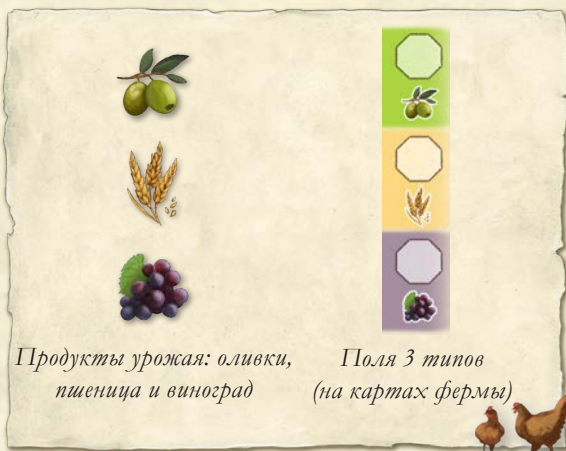 Продукты урожая: оливки,
пшеница и виноград
Поля 3 типов
(на картах фермы)